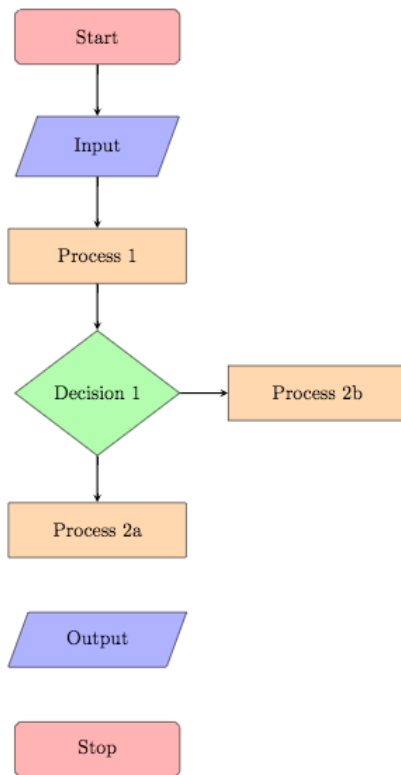 Start
Input
Process 1
Decision 1
Process 2b
Process 2a
Output
Stop